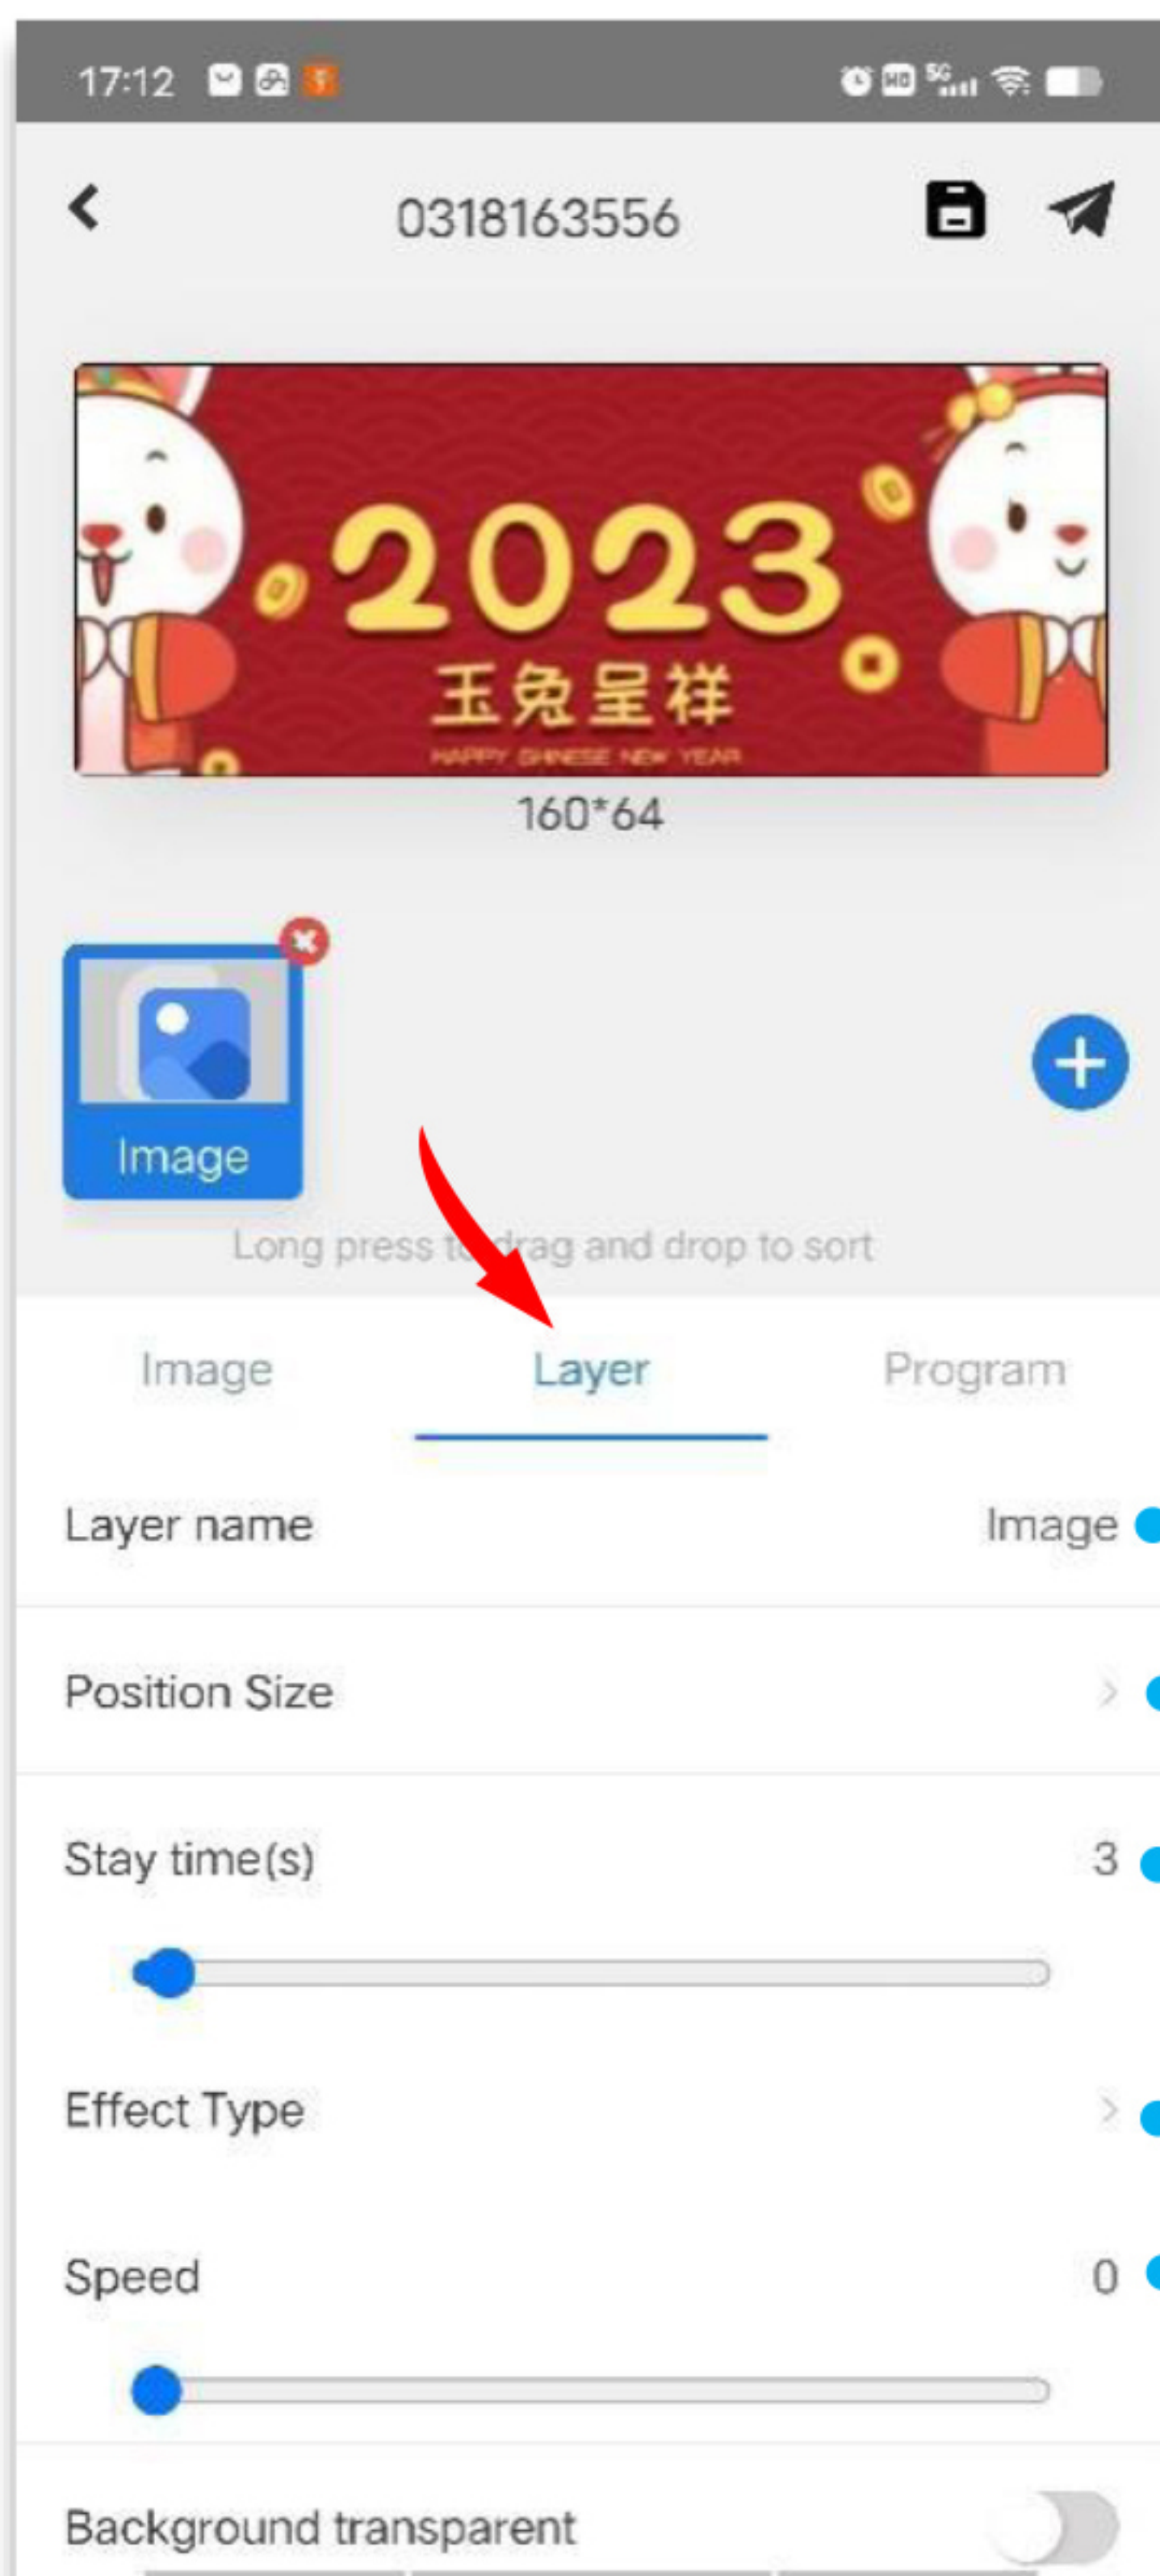 17:12 HD 5G
0318163556
2023
玉兔呈祥
HAPPY CHINESE NEW YEAR
160*64
Image
Long press to drag and drop to sort
Image Layer Program
Layer name Image
Position Size >
Stay time(s) 3
Effect Type >
Speed 0
Background transparent